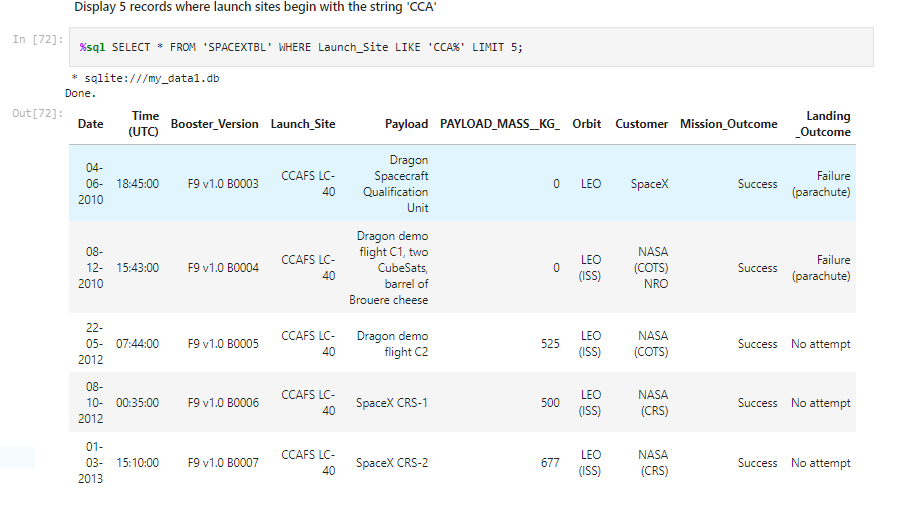 Display 5 records where launch sites begin with the string 'CCA'
In [72]: %sql SELECT * FROM 'SPACEXTBL' WHERE Launch_Site LIKE 'CCA%' LIMIT 5;
* sqlite:///my_data1.db
Done.
Out[72]:
Date Time (UTC) Booster_Version Launch_Site Payload PAYLOAD_MASS__KG_ Orbit Customer Mission_Outcome Landing _Outcome
04-06-2010 18:45:00 F9 v1.0 B0003 CCAFS LC-40 Dragon Spacecraft Qualification Unit 0 LEO SpaceX Success Failure (parachute)
08-12-2010 15:43:00 F9 v1.0 B0004 CCAFS LC-40 Dragon demo flight C1, two CubeSats, barrel of Brouere cheese 0 LEO (ISS) NASA (COTS) NRO Success Failure (parachute)
22-05-2012 07:44:00 F9 v1.0 B0005 CCAFS LC-40 Dragon demo flight C2 525 LEO (ISS) NASA (COTS) Success No attempt
08-10-2012 00:35:00 F9 v1.0 B0006 CCAFS LC-40 SpaceX CRS-1 500 LEO (ISS) NASA (CRS) Success No attempt
01-03-2013 15:10:00 F9 v1.0 B0007 CCAFS LC-40 SpaceX CRS-2 677 LEO (ISS) NASA (CRS) Success No attempt